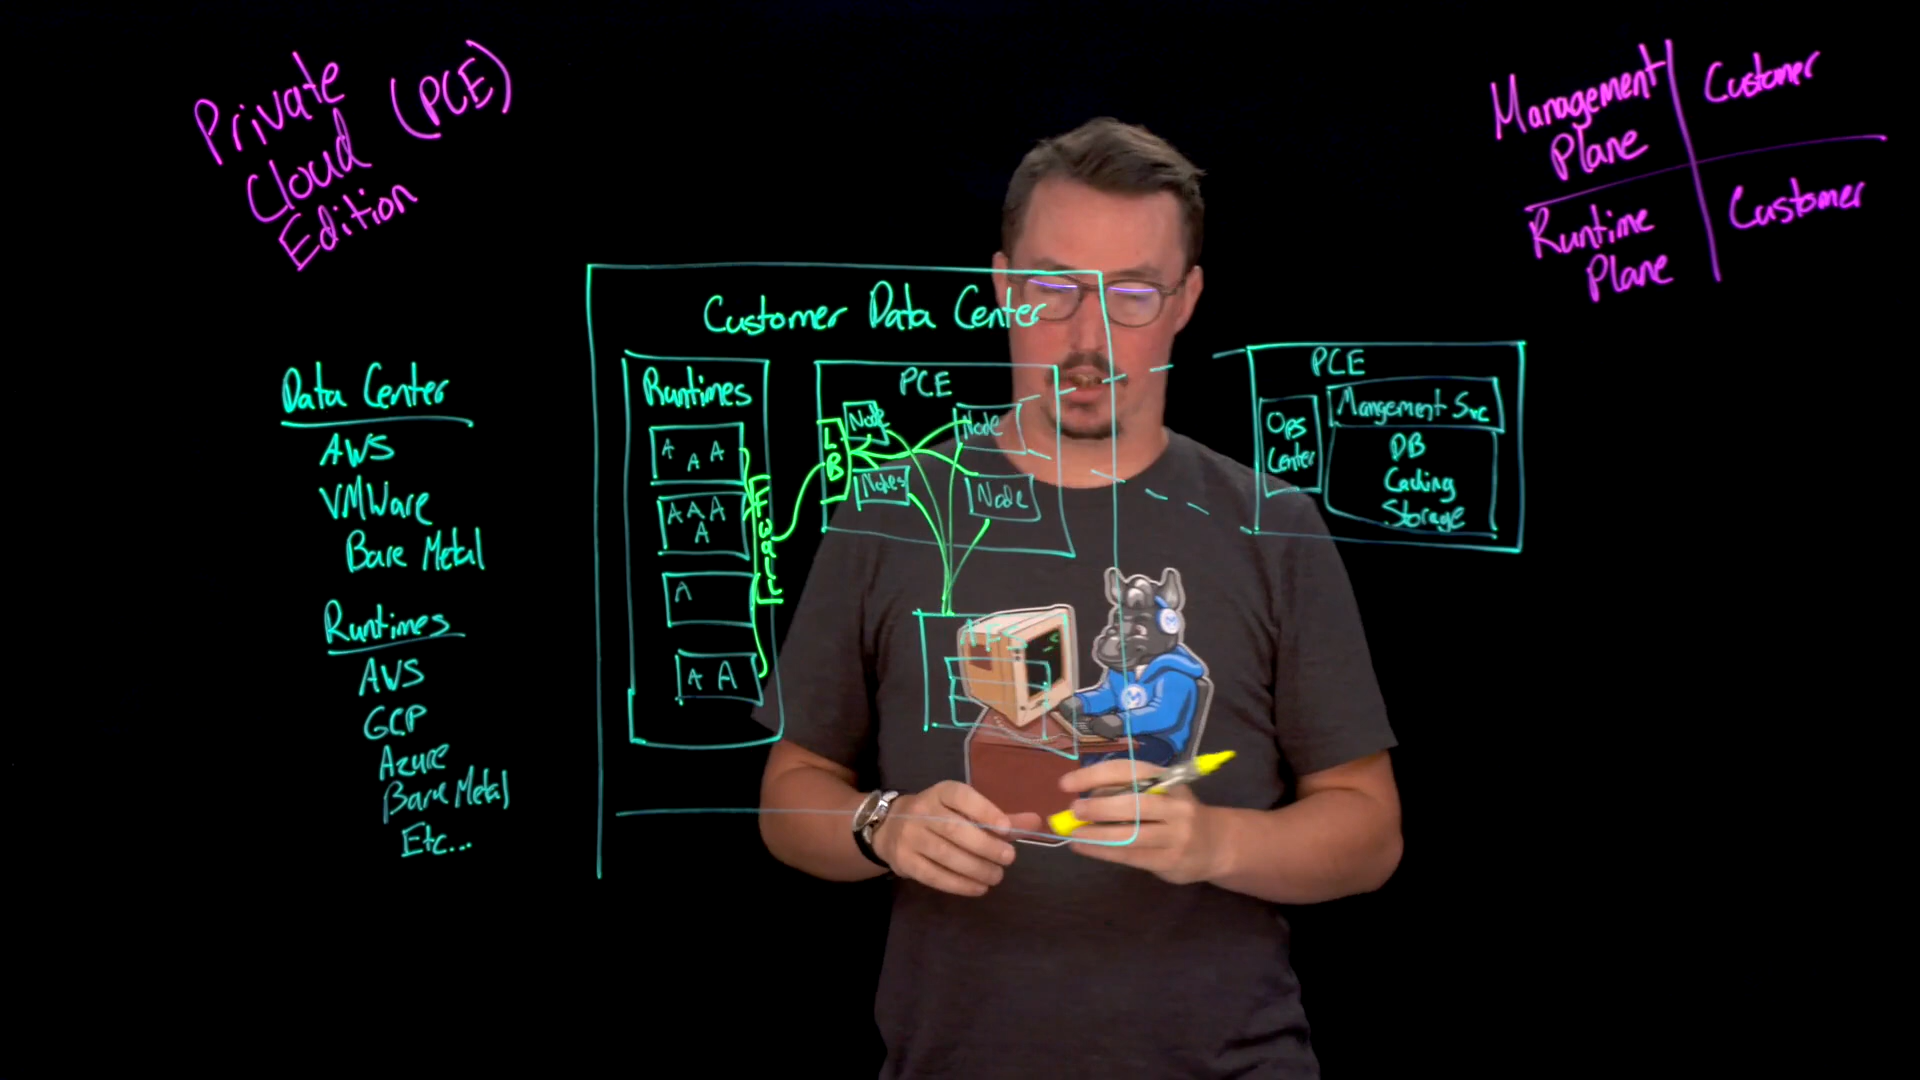 Private
Cloud
Edition
(PCE)
Management
Plane
Customer
Runtime
Plane
Customer
Data Center
AWS
VMWare
Bare Metal
Runtimes
AWS
GCP
Azure
Bare Metal
Etc...
Customer Data Center
Runtimes
A A A
A A A
A
A
A A
Firewall
PCE
LB
Node
Node
Nodes
Node
NFS
PCE
Ops
Center
Mangement Svc
DB
Caching
Storage